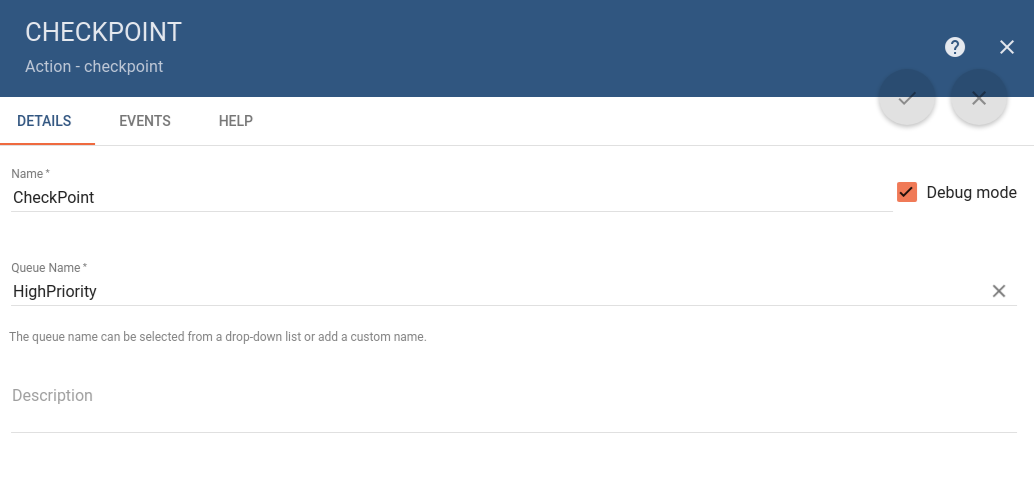 CHECKPOINT
Action - checkpoint
?
DETAILS EVENTS HELP
Name *
CheckPoint
Debug mode
Queue Name *
HighPriority
The queue name can be selected from a drop-down list or add a custom name.
Description